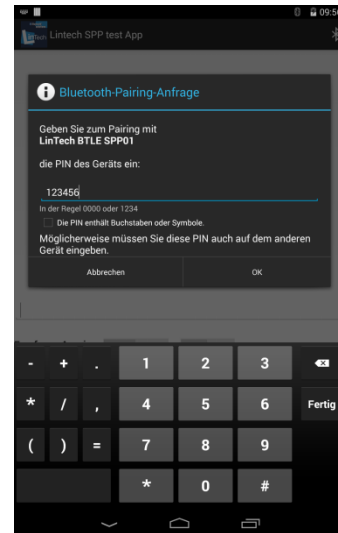 09:50
LinTech
Lintech SPP test App
Bluetooth-Pairing-Anfrage
Geben Sie zum Pairing mit
LinTech BTLE SPP01
die PIN des Geräts ein:
123456
In der Regel 0000 oder 1234
Die PIN enthält Buchstaben oder Symbole.
Möglicherweise müssen Sie diese PIN auch auf dem anderen
Gerät eingeben.
Abbrechen OK
- + . 1 2 3
* / , 4 5 6 Fertig
( ) = 7 8 9
* 0 #